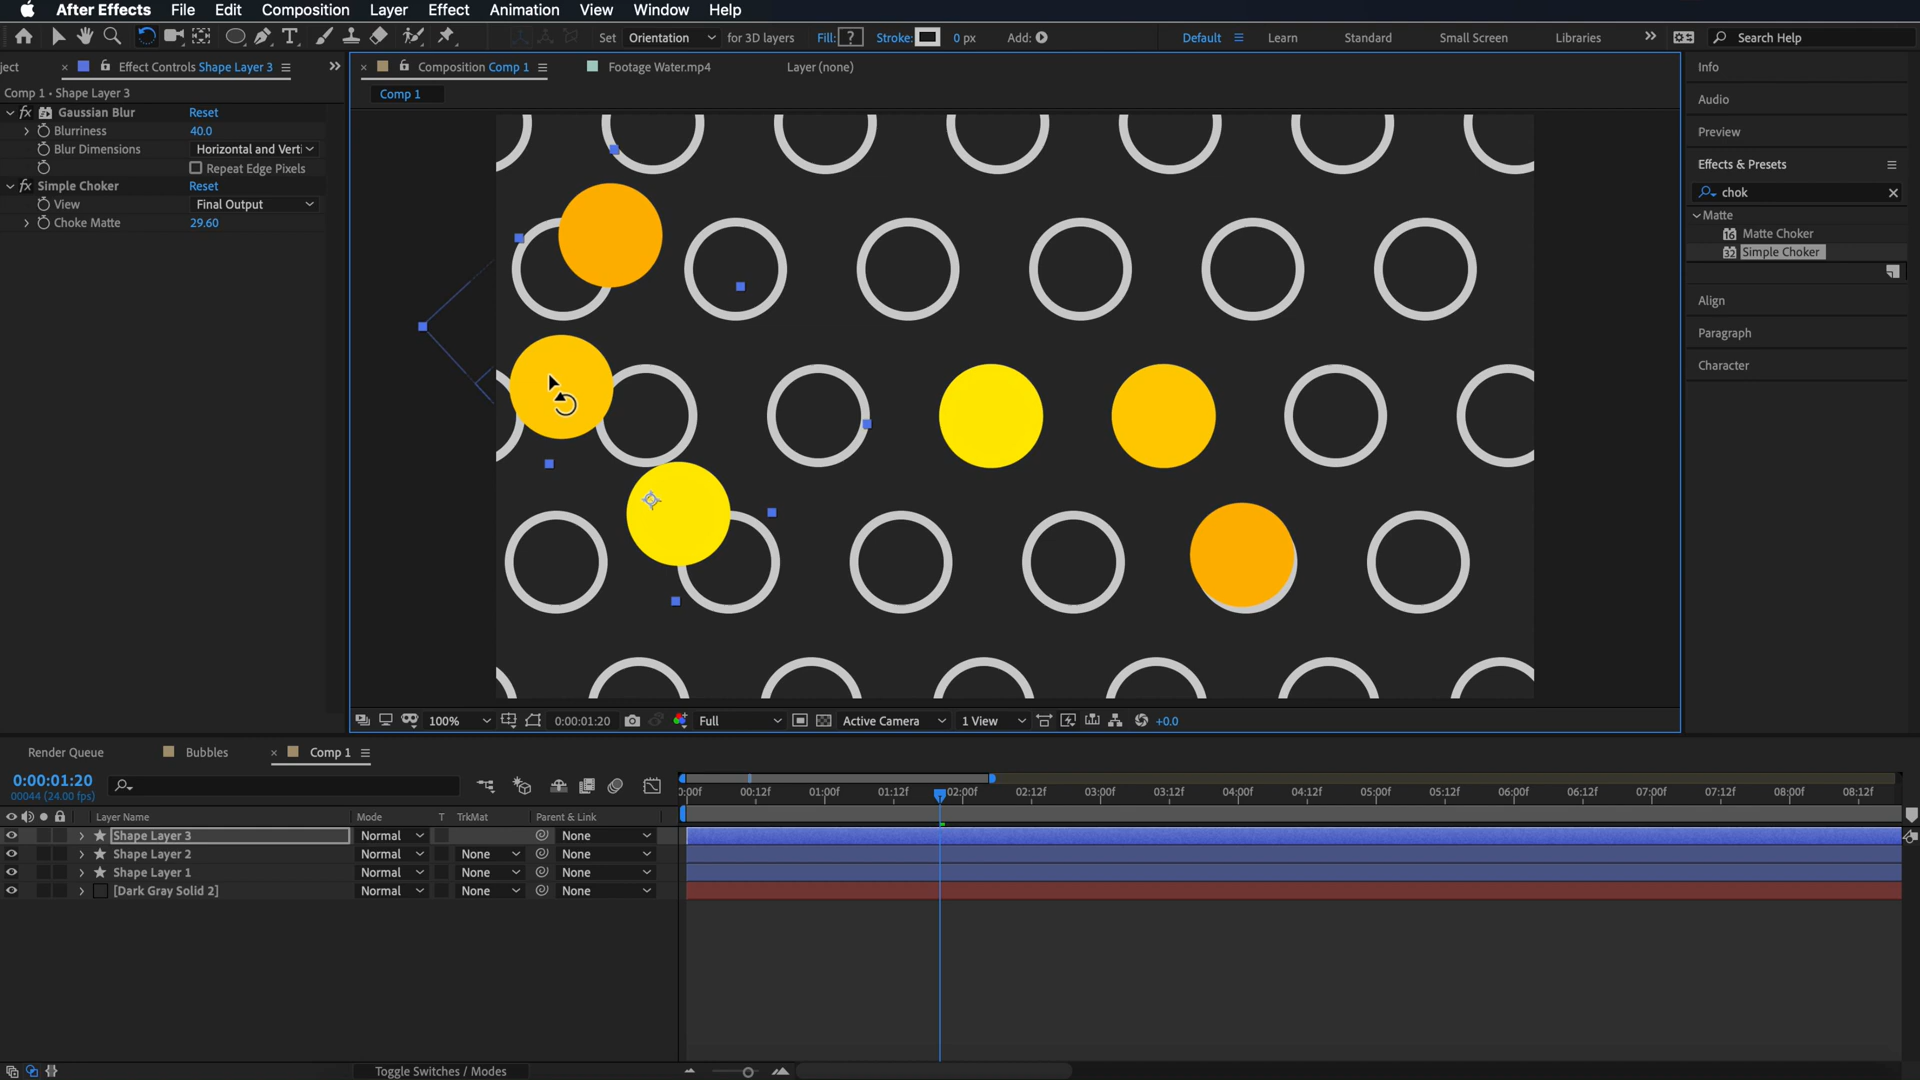 After Effects File Edit Composition Layer Effect Animation View Window Help
Set Orientation for 3D layers Fill: ? Stroke: 0 px Add: Default Learn Standard Small Screen Libraries Search Help
ject Effect Controls Shape Layer 3 Composition Comp 1 Footage Water.mp4 Layer (none)
Comp 1 • Shape Layer 3
Comp 1
fx Gaussian Blur Reset
Blurriness 40.0
Blur Dimensions Horizontal and Verti
Repeat Edge Pixels
fx Simple Choker Reset
View Final Output
Choke Matte 29.60
Info
Audio
Preview
Effects & Presets
chok
Matte
16 Matte Choker
32 Simple Choker
Align
Paragraph
Character
100% 0:00:01:20 Full Active Camera 1 View +0.0
Render Queue Bubbles Comp 1
0:00:01:20
00044 (24.00 fps)
):00f 00:12f 01:00f 01:12f 02:00f 02:12f 03:00f 03:12f 04:00f 04:12f 05:00f 05:12f 06:00f 06:12f 07:00f 07:12f 08:00f 08:12f
Layer Name Mode T TrkMat Parent & Link
Shape Layer 3 Normal None
Shape Layer 2 Normal None None
Shape Layer 1 Normal None None
[Dark Gray Solid 2] Normal None None
Toggle Switches / Modes